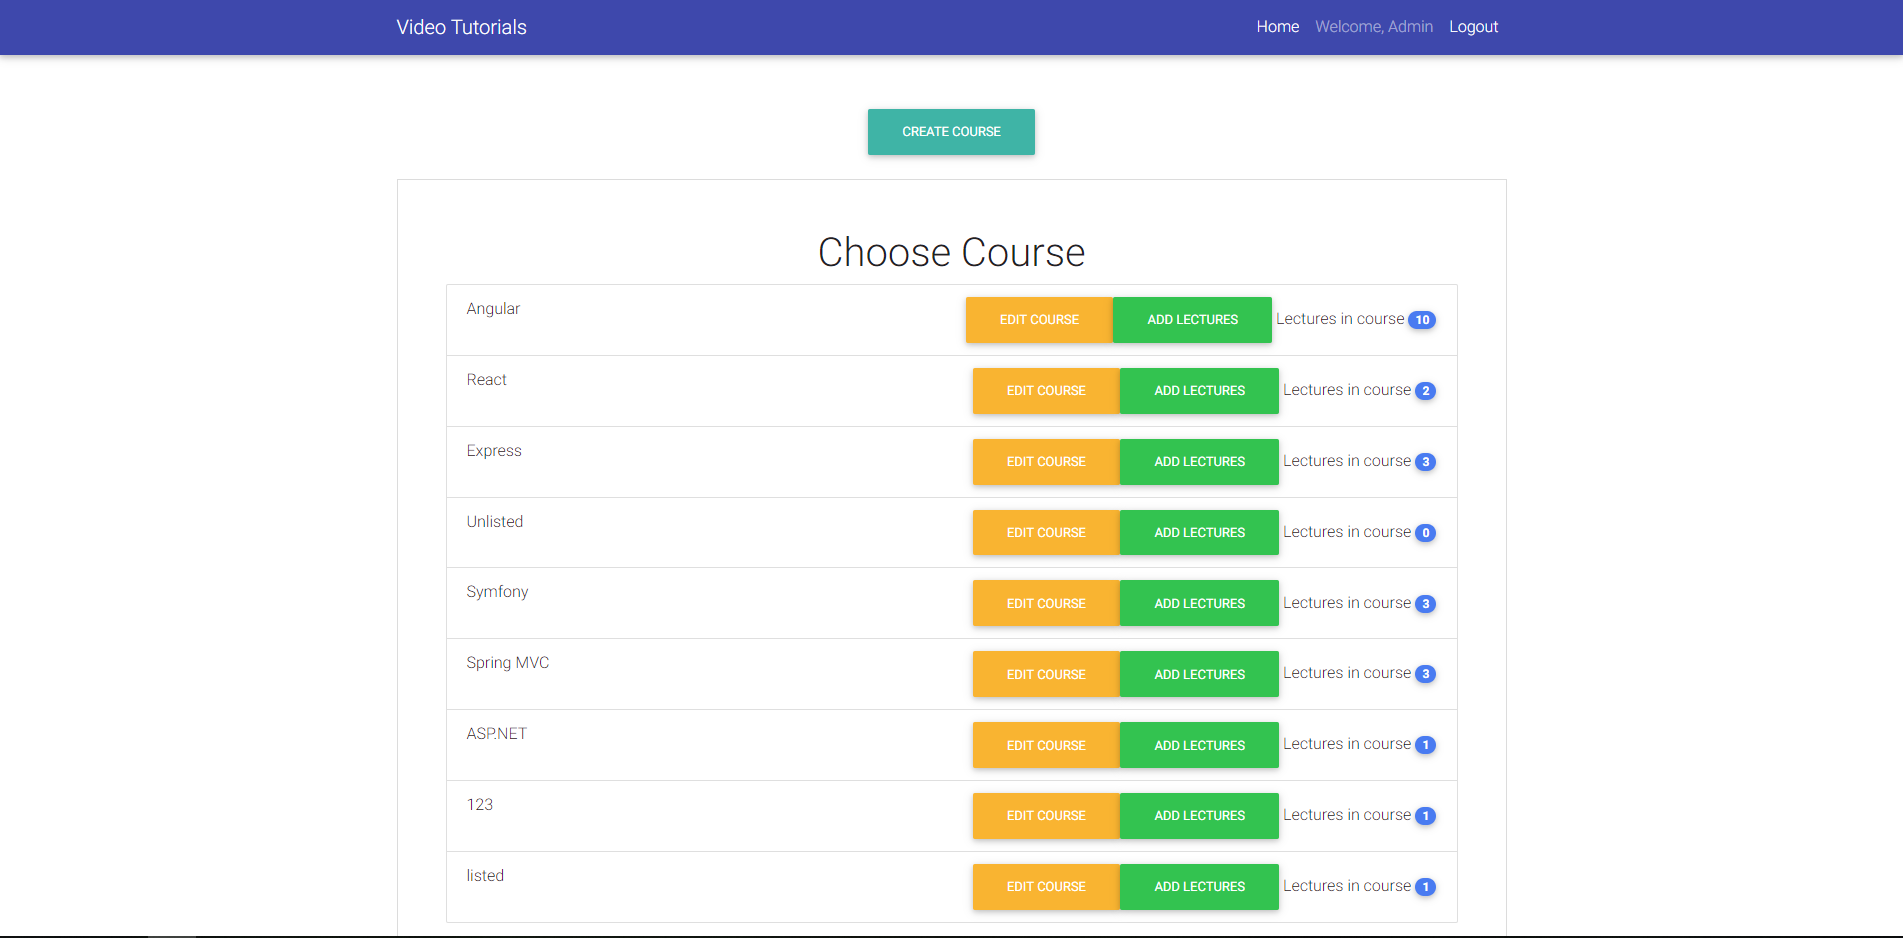 Video Tutorials Home Welcome, Admin Logout
CREATE COURSE
Choose Course
Angular EDIT COURSE ADD LECTURES Lectures in course 10
React EDIT COURSE ADD LECTURES Lectures in course 2
Express EDIT COURSE ADD LECTURES Lectures in course 3
Unlisted EDIT COURSE ADD LECTURES Lectures in course 0
Symfony EDIT COURSE ADD LECTURES Lectures in course 3
Spring MVC EDIT COURSE ADD LECTURES Lectures in course 3
ASP.NET EDIT COURSE ADD LECTURES Lectures in course 1
123 EDIT COURSE ADD LECTURES Lectures in course 1
listed EDIT COURSE ADD LECTURES Lectures in course 1